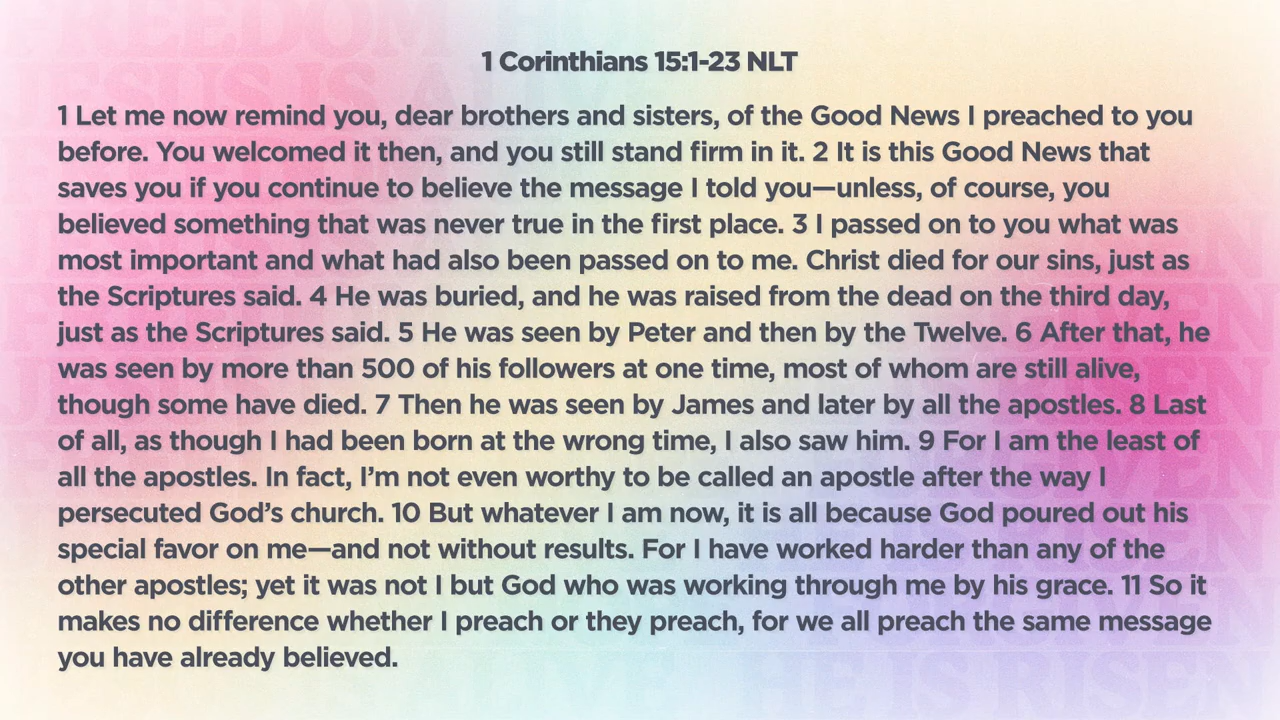 1 Corinthians 15:1-23 NLT
1 Let me now remind you, dear brothers and sisters, of the Good News I preached to you
before. You welcomed it then, and you still stand firm in it. 2 It is this Good News that
saves you if you continue to believe the message I told you—unless, of course, you
believed something that was never true in the first place. 3 I passed on to you what was
most important and what had also been passed on to me. Christ died for our sins, just as
the Scriptures said. 4 He was buried, and he was raised from the dead on the third day,
just as the Scriptures said. 5 He was seen by Peter and then by the Twelve. 6 After that, he
was seen by more than 500 of his followers at one time, most of whom are still alive,
though some have died. 7 Then he was seen by James and later by all the apostles. 8 Last
of all, as though I had been born at the wrong time, I also saw him. 9 For I am the least of
all the apostles. In fact, I’m not even worthy to be called an apostle after the way I
persecuted God’s church. 10 But whatever I am now, it is all because God poured out his
special favor on me—and not without results. For I have worked harder than any of the
other apostles; yet it was not I but God who was working through me by his grace. 11 So it
makes no difference whether I preach or they preach, for we all preach the same message
you have already believed.